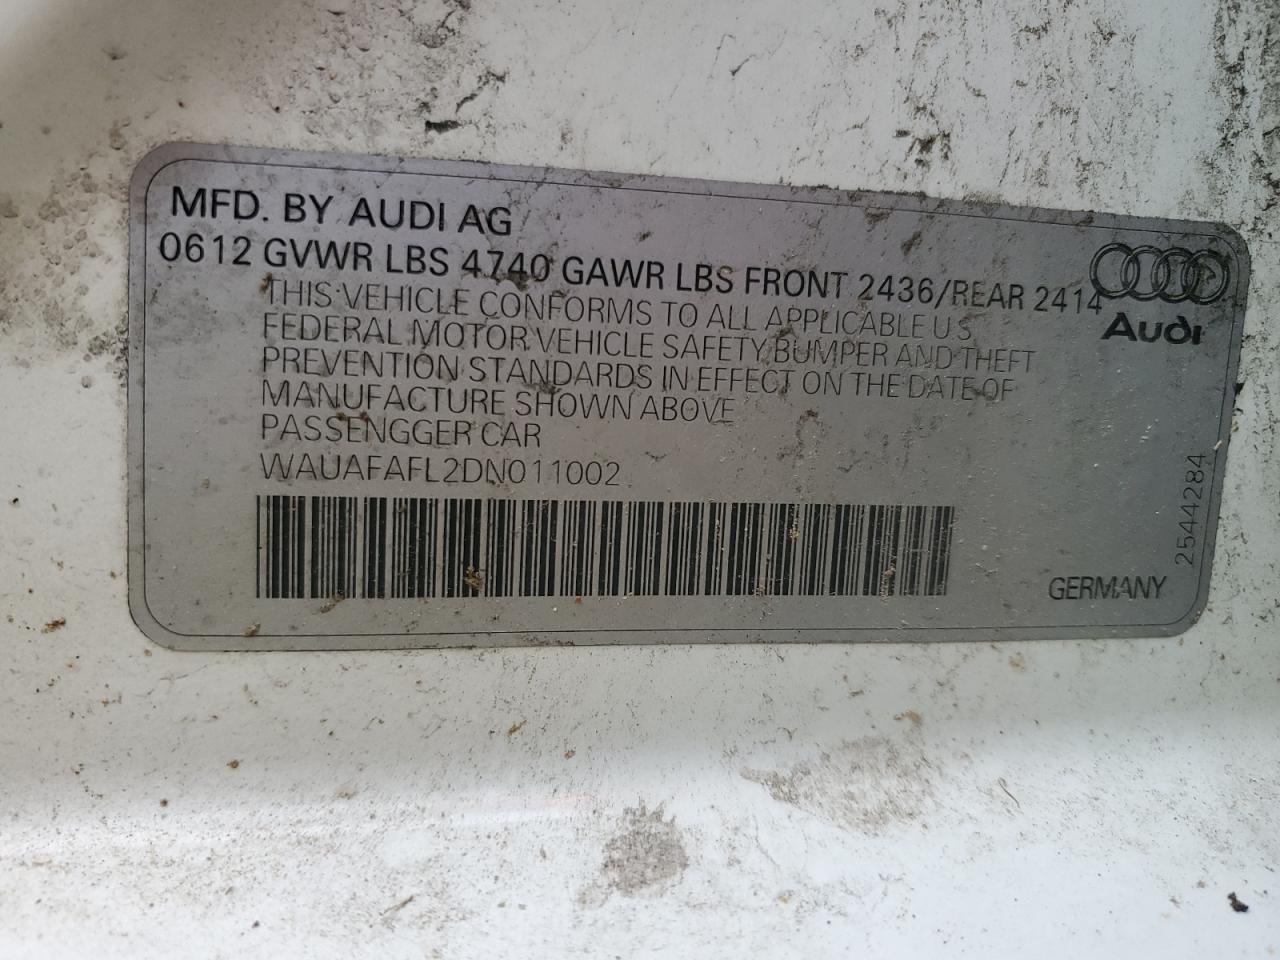 MFD. BY AUDI AG
0612 GVWR LBS 4740 GAWR LBS FRONT 2436/REAR 2414
THIS VEHICLE CONFORMS TO ALL APPLICABLE U.S.
FEDERAL MOTOR VEHICLE SAFETY,BUMPER AND THEFT
PREVENTION STANDARDS IN EFFECT ON THE DATE OF
MANUFACTURE SHOWN ABOVE
PASSENGGER CAR
WAUAFAFL2DN011002
Audi
2544284
GERMANY